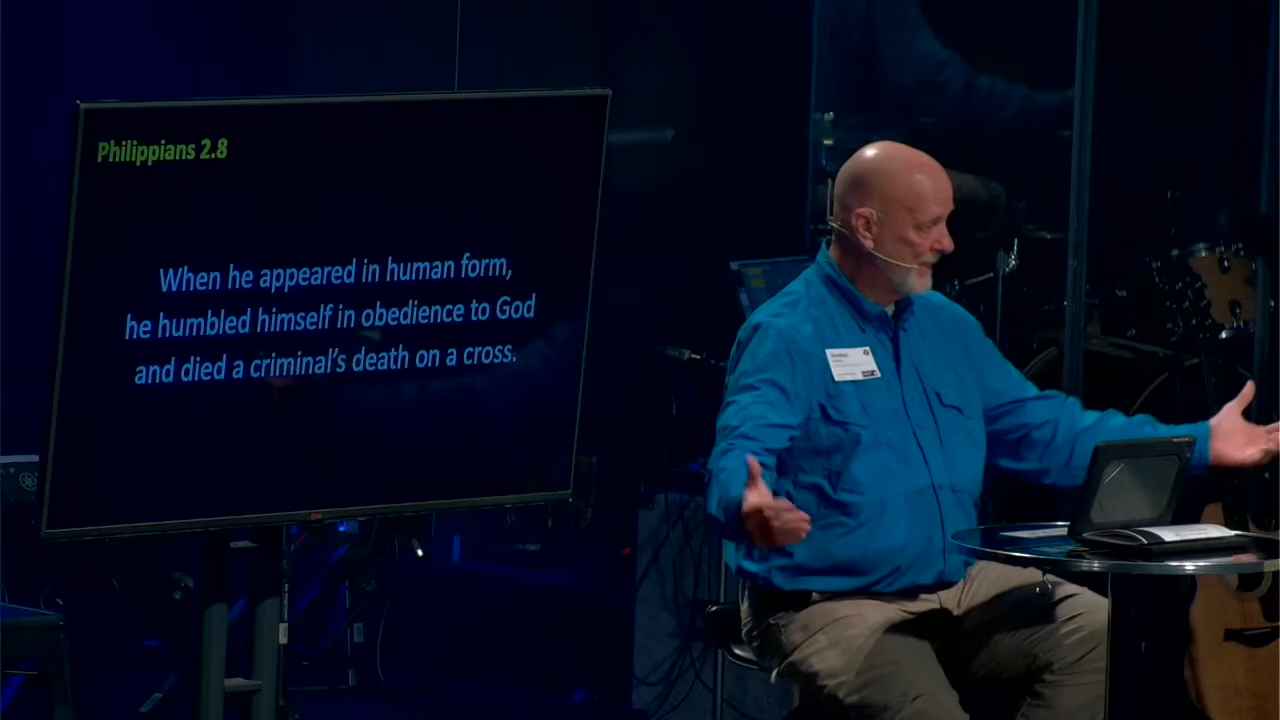 Philippians 2.8
When he appeared in human form,
he humbled himself in obedience to God
and died a criminal's death on a cross.